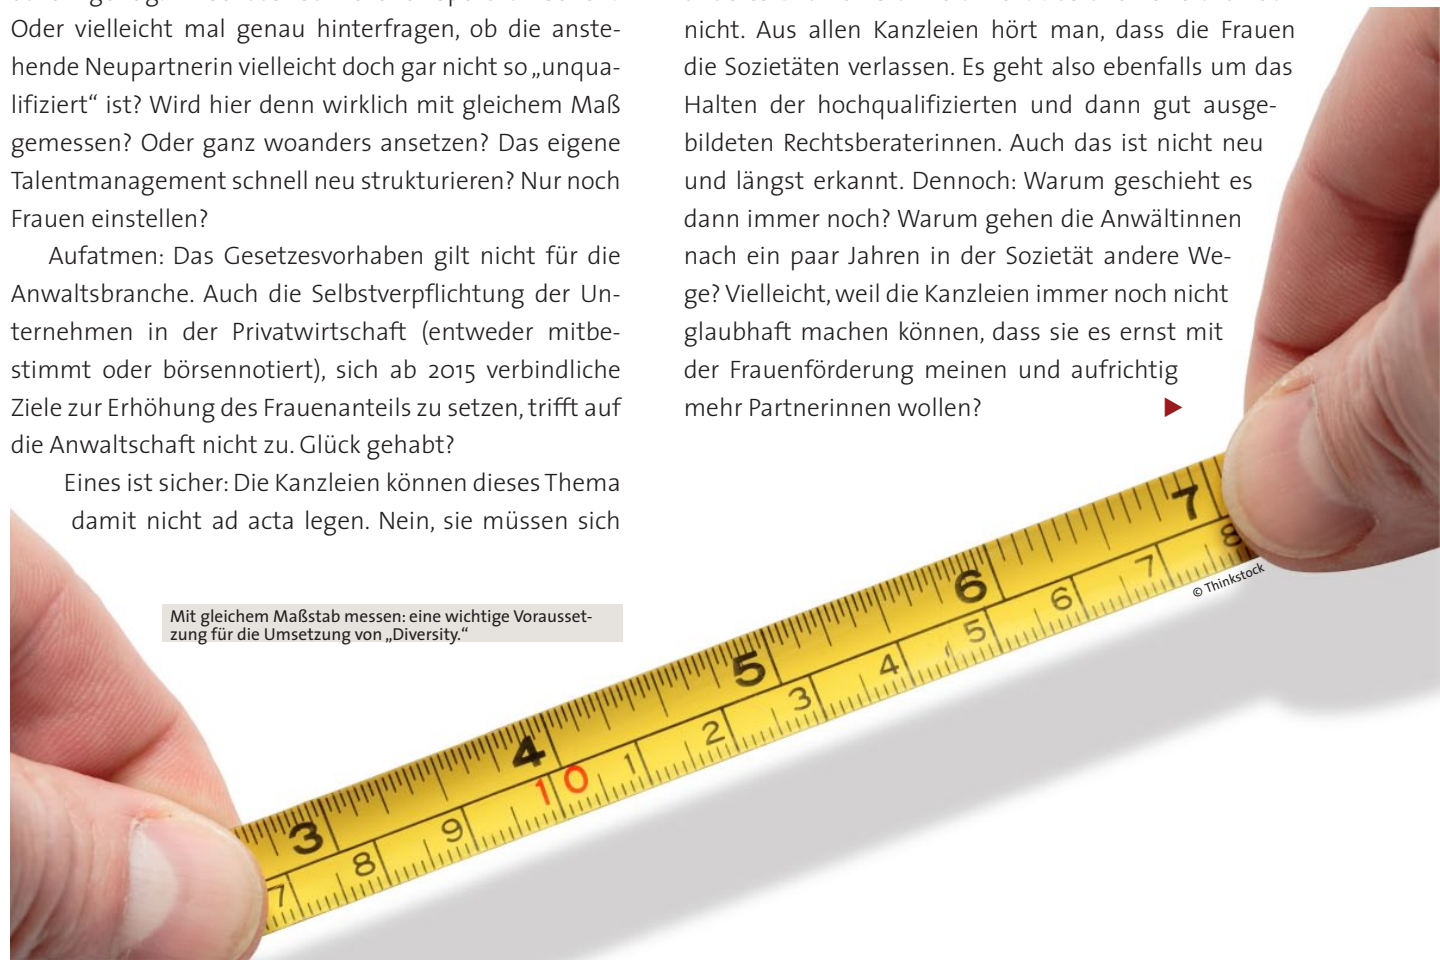 Oder vielleicht mal genau hinterfragen, ob die anste-
hende Neupartnerin vielleicht doch gar nicht so „unqua-
lifiziert“ ist? Wird hier denn wirklich mit gleichem Maß
gemessen? Oder ganz woanders ansetzen? Das eigene
Talentmanagement schnell neu strukturieren? Nur noch
Frauen einstellen?
Aufatmen: Das Gesetzesvorhaben gilt nicht für die
Anwaltsbranche. Auch die Selbstverpflichtung der Un-
ternehmen in der Privatwirtschaft (entweder mitbe-
stimmt oder börsennotiert), sich ab 2015 verbindliche
Ziele zur Erhöhung des Frauenanteils zu setzen, trifft auf
die Anwaltschaft nicht zu. Glück gehabt?
Eines ist sicher: Die Kanzleien können dieses Thema
damit nicht ad acta legen. Nein, sie müssen sich
nicht. Aus allen Kanzleien hört man, dass die Frauen
die Sozietäten verlassen. Es geht also ebenfalls um das
Halten der hochqualifizierten und dann gut ausge-
bildeten Rechtsberaterinnen. Auch das ist nicht neu
und längst erkannt. Dennoch: Warum geschieht es
dann immer noch? Warum gehen die Anwältinnen
nach ein paar Jahren in der Sozietät andere We-
ge? Vielleicht, weil die Kanzleien immer noch nicht
glaubhaft machen können, dass sie es ernst mit
der Frauenförderung meinen und aufrichtig
mehr Partnerinnen wollen?
Mit gleichem Maßstab messen: eine wichtige Vorausset-
zung für die Umsetzung von „Diversity.“
© Thinkstock
3 4 5 6 7
7 8 9 10 1 2 3 4 5 6 7 8